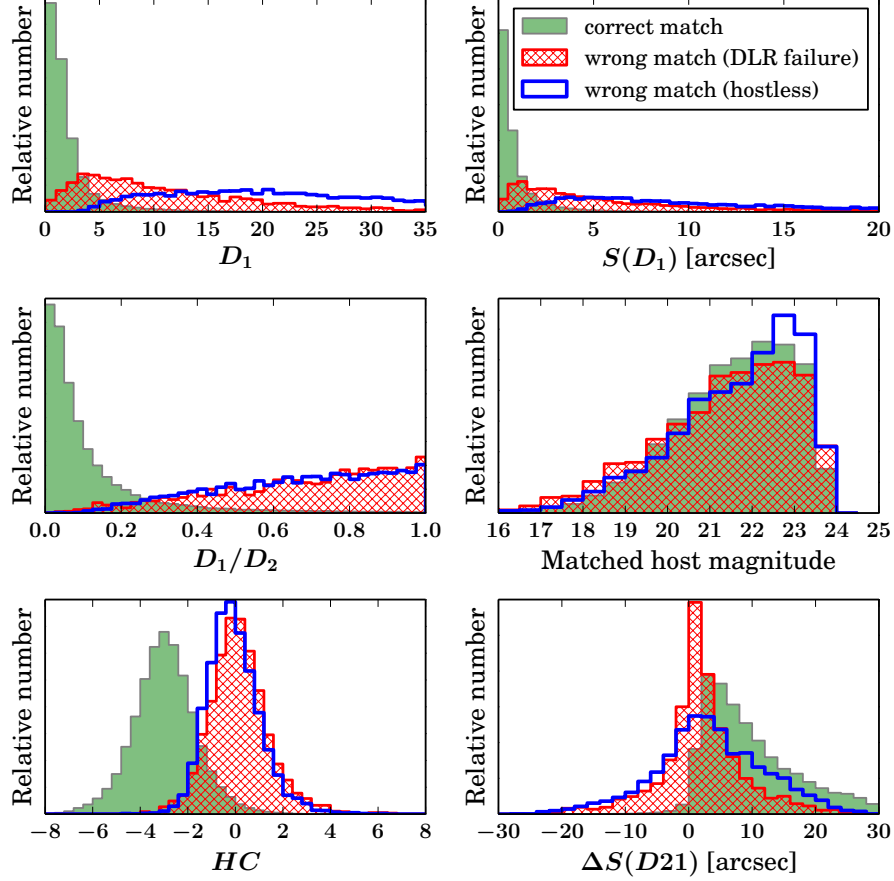 Relative number
0 5 10 15 20 25 30 35
D₁
correct match
wrong match (DLR failure)
wrong match (hostless)
Relative number
0 5 10 15 20
S(D₁) [arcsec]
Relative number
0.0 0.2 0.4 0.6 0.8 1.0
D₁/D₂
Relative number
16 17 18 19 20 21 22 23 24 25
Matched host magnitude
Relative number
−8 −6 −4 −2 0 2 4 6 8
HC
Relative number
−30 −20 −10 0 10 20 30
ΔS(D21) [arcsec]